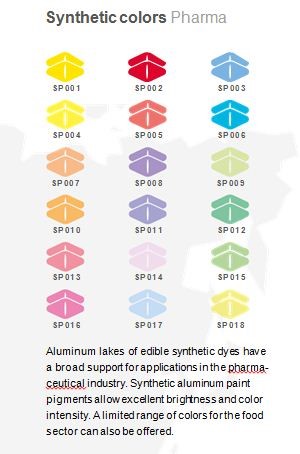 Synthetic colors Pharma
SP001 SP002 SP003
SP004 SP005 SP006
SP007 SP008 SP009
SP010 SP011 SP012
SP013 SP014 SP015
SP016 SP017 SP018
Aluminum lakes of edible synthetic dyes have
a broad support for applications in the pharma-
ceutical industry. Synthetic aluminum paint
pigments allow excellent brightness and color
intensity. A limited range of colors for the food
sector can also be offered.